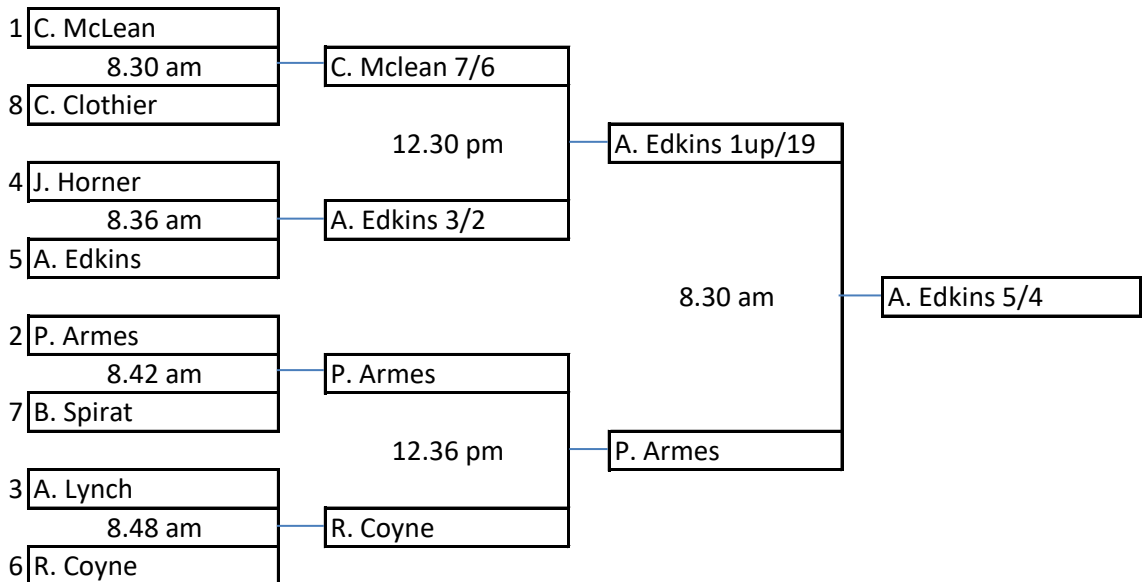 1 C. McLean
8.30 am
C. Mclean 7/6
8 C. Clothier
12.30 pm
A. Edkins 1up/19
4 J. Horner
8.36 am
A. Edkins 3/2
5 A. Edkins
8.30 am
A. Edkins 5/4
2 P. Armes
8.42 am
P. Armes
7 B. Spirat
12.36 pm
P. Armes
3 A. Lynch
8.48 am
R. Coyne
6 R. Coyne